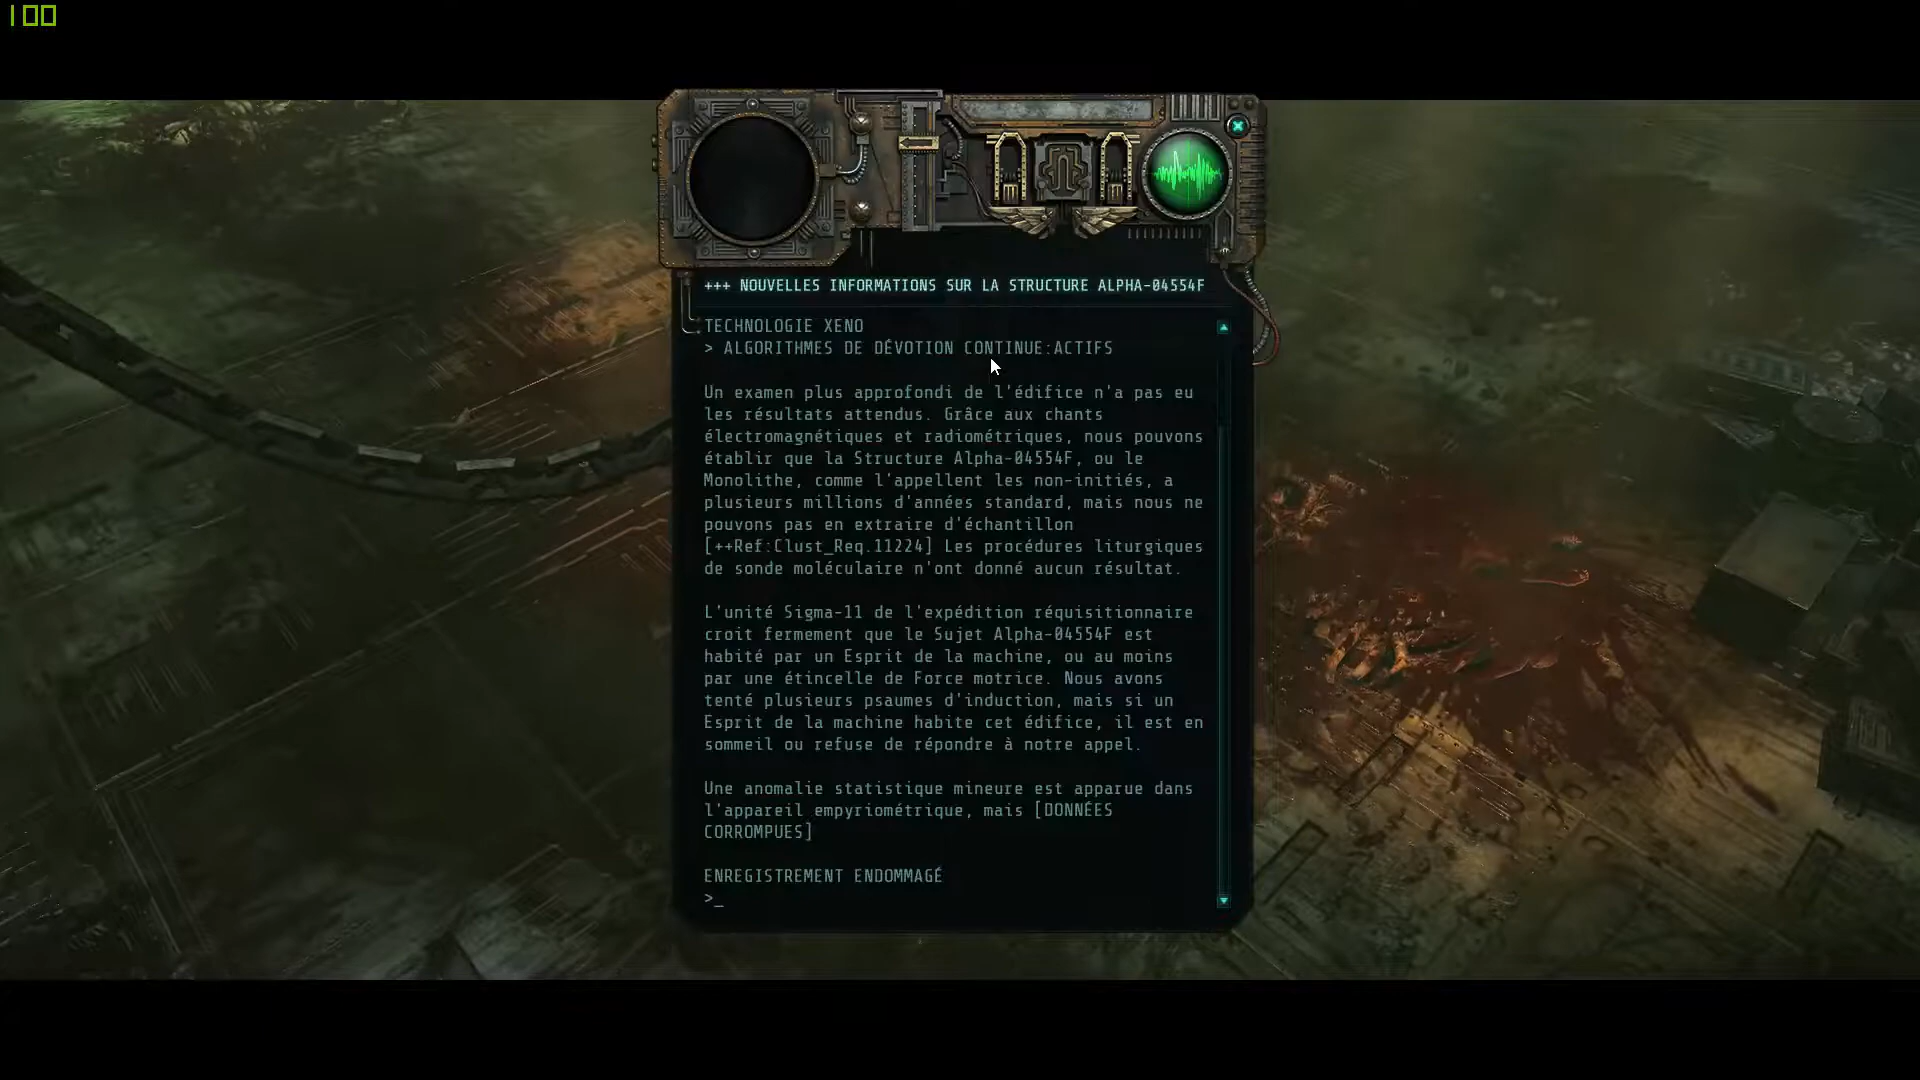 100
+++ NOUVELLES INFORMATIONS SUR LA STRUCTURE ALPHA-04554F
TECHNOLOGIE XENO
> ALGORITHMES DE DÉVOTION CONTINUE:ACTIFS
Un examen plus approfondi de l'édifice n'a pas eu
les résultats attendus. Grâce aux chants
électromagnétiques et radiométriques, nous pouvons
établir que la Structure Alpha-04554F, ou le
Monolithe, comme l'appellent les non-initiés, a
plusieurs millions d'années standard, mais nous ne
pouvons pas en extraire d'échantillon
[++Ref:Clust_Req.11224] Les procédures liturgiques
de sonde moléculaire n'ont donné aucun résultat.
L'unité Sigma-11 de l'expédition réquisitionnaire
croit fermement que le Sujet Alpha-04554F est
habité par un Esprit de la machine, ou au moins
par une étincelle de Force motrice. Nous avons
tenté plusieurs psaumes d'induction, mais si un
Esprit de la machine habite cet édifice, il est en
sommeil ou refuse de répondre à notre appel.
Une anomalie statistique mineure est apparue dans
l'appareil empyriométrique, mais [DONNÉES
CORROMPUES]
ENREGISTREMENT ENDOMMAGÉ
>_